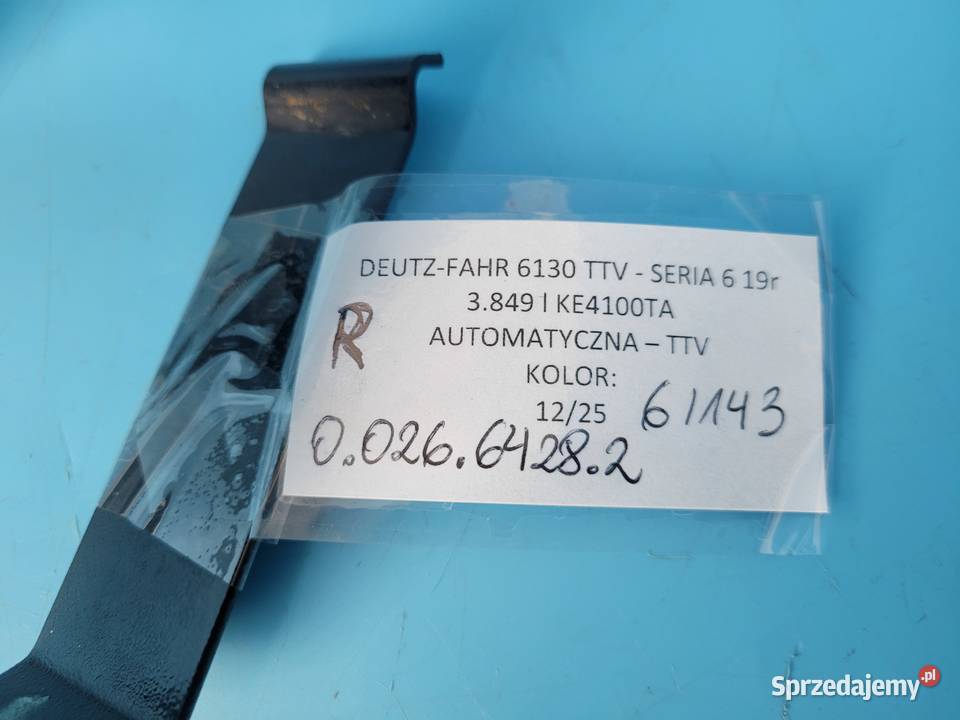 DEUTZ-FAHR 6130 TTV - SERIA 6 19r
3.849 l KE4100TA
R
AUTOMATYCZNA – TTV
KOLOR:
12/25 61143
0.026.6428.2
Sprzedajemy.pl